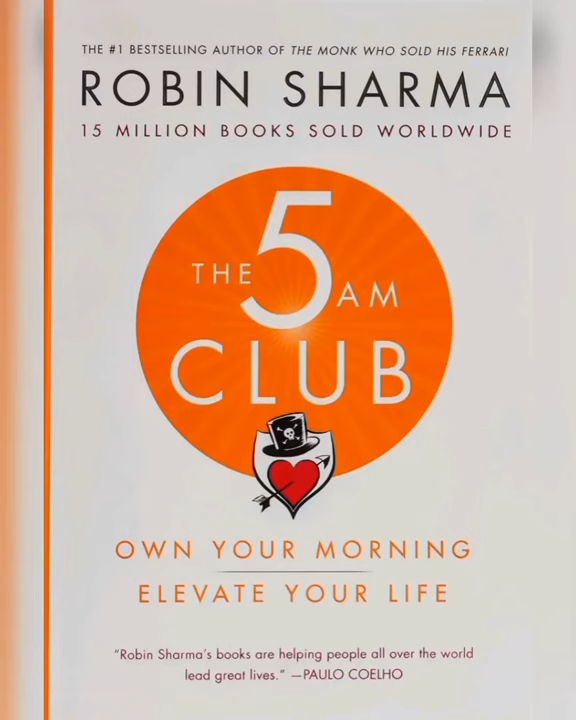 THE #1 BESTSELLING AUTHOR OF THE MONK WHO SOLD HIS FERRARI
ROBIN SHARMA
15 MILLION BOOKS SOLD WORLDWIDE
THE 5 AM
CLUB
OWN YOUR MORNING
ELEVATE YOUR LIFE
“Robin Sharma’s books are helping people all over the world
lead great lives.” —PAULO COELHO